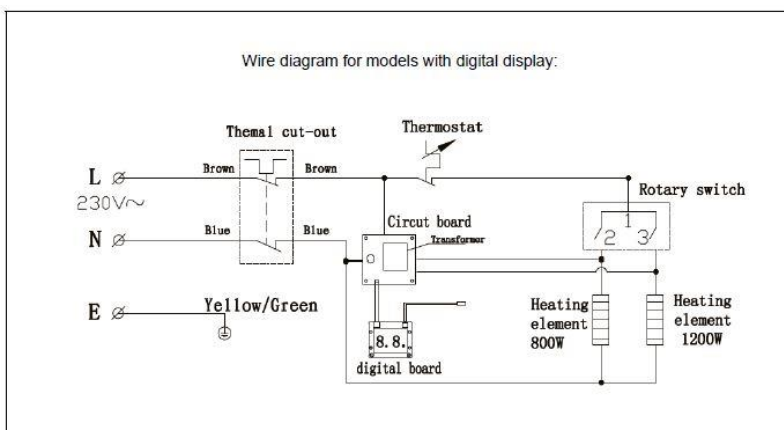 Wire diagram for models with digital display:
Themal cut-out
Thermostat
L
Brown
Brown
230V~
Rotary switch
1
2
3
N
Blue
Blue
Circut board
Transformer
E
Yellow/Green
Heating
element
800W
Heating
element
1200W
8.8.
digital board